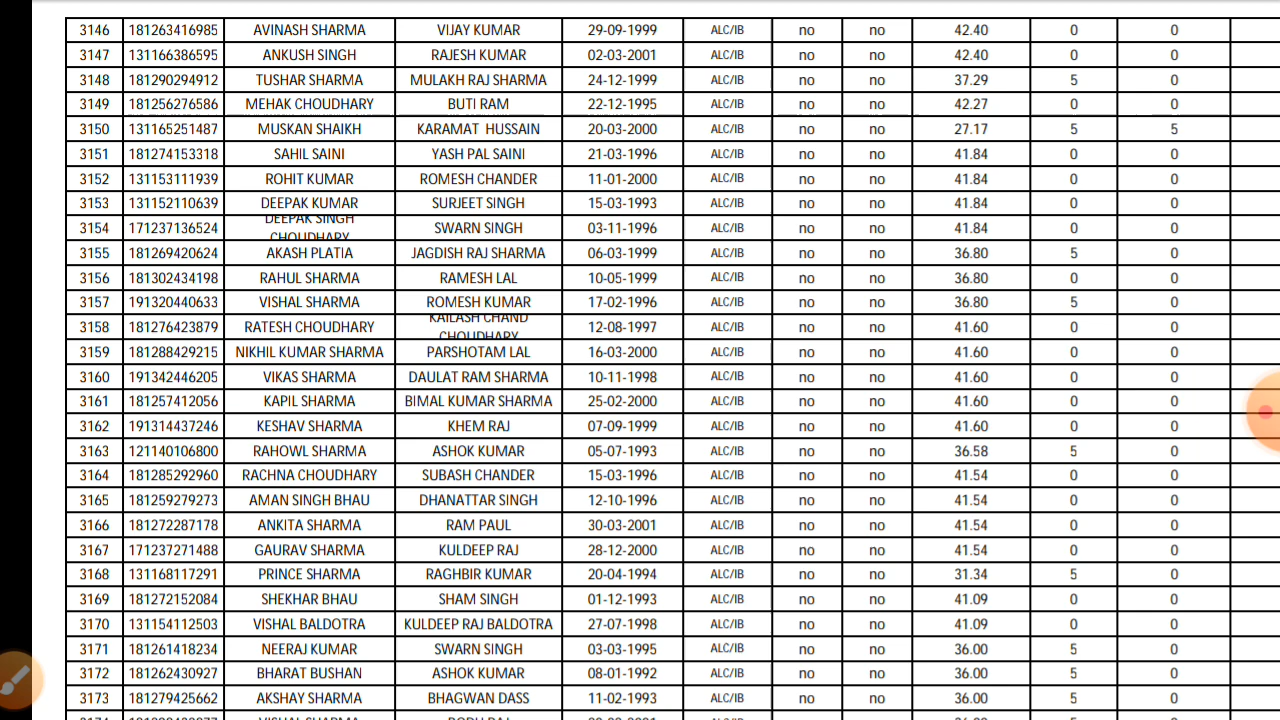 3146 181263416985 AVINASH SHARMA VIJAY KUMAR 29-09-1999 ALC/IB no no 42.40 0 0
3147 131166386595 ANKUSH SINGH RAJESH KUMAR 02-03-2001 ALC/IB no no 42.40 0 0
3148 181290294912 TUSHAR SHARMA MULAKH RAJ SHARMA 24-12-1999 ALC/IB no no 37.29 5 0
3149 181256276586 MEHAK CHOUDHARY BUTI RAM 22-12-1995 ALC/IB no no 42.27 0 0
3150 131165251487 MUSKAN SHAIKH KARAMAT HUSSAIN 20-03-2000 ALC/IB no no 27.17 5 5
3151 181274153318 SAHIL SAINI YASH PAL SAINI 21-03-1996 ALC/IB no no 41.84 0 0
3152 131153111939 ROHIT KUMAR ROMESH CHANDER 11-01-2000 ALC/IB no no 41.84 0 0
3153 131152110639 DEEPAK KUMAR SURJEET SINGH 15-03-1993 ALC/IB no no 41.84 0 0
3154 171237136524 DEEPAK SINGH CHOUDHARY SWARN SINGH 03-11-1996 ALC/IB no no 41.84 0 0
3155 181269420624 AKASH PLATIA JAGDISH RAJ SHARMA 06-03-1999 ALC/IB no no 36.80 5 0
3156 181302434198 RAHUL SHARMA RAMESH LAL 10-05-1999 ALC/IB no no 36.80 0 0
3157 191320440633 VISHAL SHARMA ROMESH KUMAR 17-02-1996 ALC/IB no no 36.80 5 0
3158 181276423879 RATESH CHOUDHARY KAILASH CHAND CHOUDHARY 12-08-1997 ALC/IB no no 41.60 0 0
3159 181288429215 NIKHIL KUMAR SHARMA PARSHOTAM LAL 16-03-2000 ALC/IB no no 41.60 0 0
3160 191342446205 VIKAS SHARMA DAULAT RAM SHARMA 10-11-1998 ALC/IB no no 41.60 0 0
3161 181257412056 KAPIL SHARMA BIMAL KUMAR SHARMA 25-02-2000 ALC/IB no no 41.60 0 0
3162 191314437246 KESHAV SHARMA KHEM RAJ 07-09-1999 ALC/IB no no 41.60 0 0
3163 121140106800 RAHOWL SHARMA ASHOK KUMAR 05-07-1993 ALC/IB no no 36.58 5 0
3164 181285292960 RACHNA CHOUDHARY SUBASH CHANDER 15-03-1996 ALC/IB no no 41.54 0 0
3165 181259279273 AMAN SINGH BHAU DHANATTAR SINGH 12-10-1996 ALC/IB no no 41.54 0 0
3166 181272287178 ANKITA SHARMA RAM PAUL 30-03-2001 ALC/IB no no 41.54 0 0
3167 171237271488 GAURAV SHARMA KULDEEP RAJ 28-12-2000 ALC/IB no no 41.54 0 0
3168 131168117291 PRINCE SHARMA RAGHBIR KUMAR 20-04-1994 ALC/IB no no 31.34 5 0
3169 181272152084 SHEKHAR BHAU SHAM SINGH 01-12-1993 ALC/IB no no 41.09 0 0
3170 131154112503 VISHAL BALDOTRA KULDEEP RAJ BALDOTRA 27-07-1998 ALC/IB no no 41.09 0 0
3171 181261418234 NEERAJ KUMAR SWARN SINGH 03-03-1995 ALC/IB no no 36.00 5 0
3172 181262430927 BHARAT BUSHAN ASHOK KUMAR 08-01-1992 ALC/IB no no 36.00 5 0
3173 181279425662 AKSHAY SHARMA BHAGWAN DASS 11-02-1993 ALC/IB no no 36.00 5 0